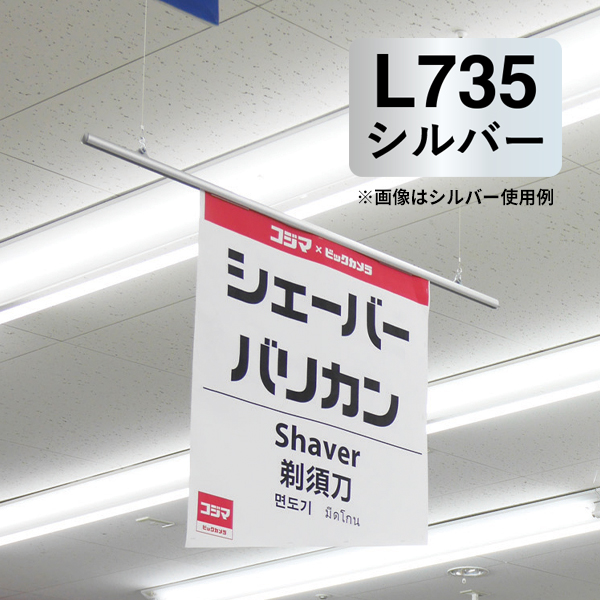 L735
シルバー
※画像はシルバー使用例
コジマ×ビックカメラ
シェーバー
バリカン
Shaver
剃須刀
면도기 มีดโกน
コジマ
ビックカメラ